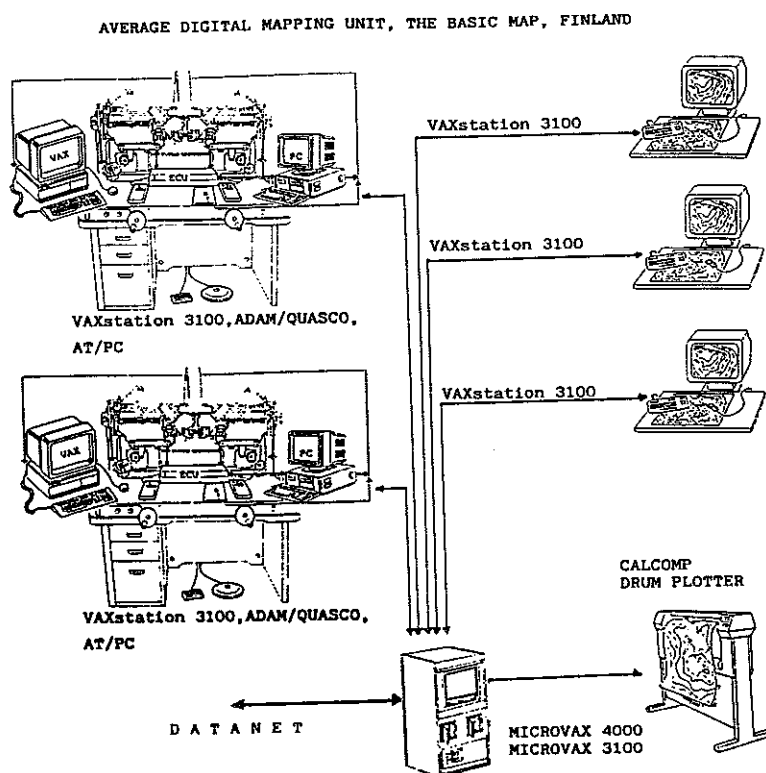 AVERAGE DIGITAL MAPPING UNIT, THE BASIC MAP, FINLAND
VAX
ECU
PC
VAXstation 3100,ADAM/QUASCO,
AT/PC
VAX
ECU
PC
VAXstation 3100,ADAM/QUASCO,
AT/PC
VAXstation 3100
VAXstation 3100
VAXstation 3100
CALCOMP
DRUM PLOTTER
DATANET
MICROVAX 4000
MICROVAX 3100